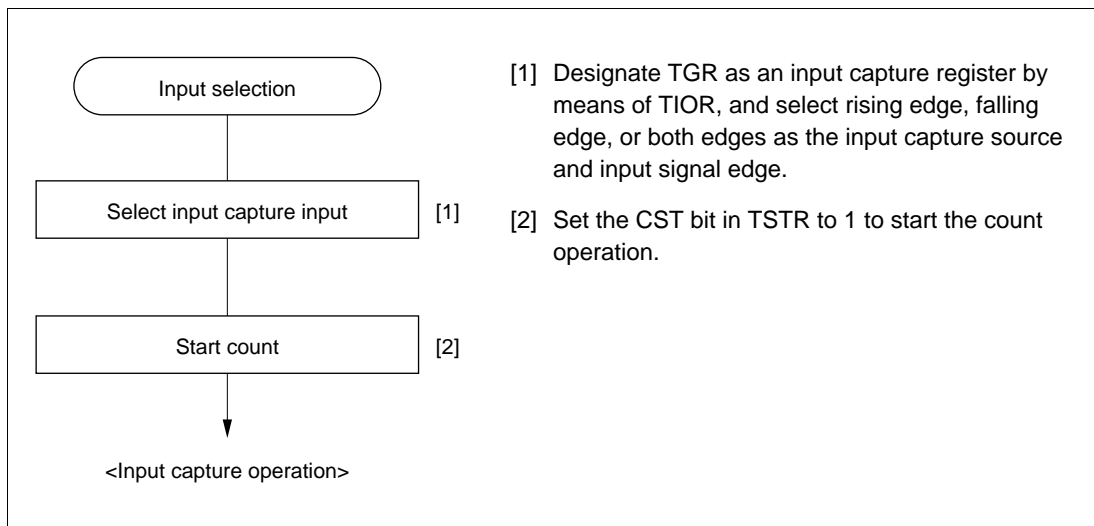 Input selection
Select input capture input [1]
Start count [2]
<Input capture operation>
[1] Designate TGR as an input capture register by
means of TIOR, and select rising edge, falling
edge, or both edges as the input capture source
and input signal edge.
[2] Set the CST bit in TSTR to 1 to start the count
operation.